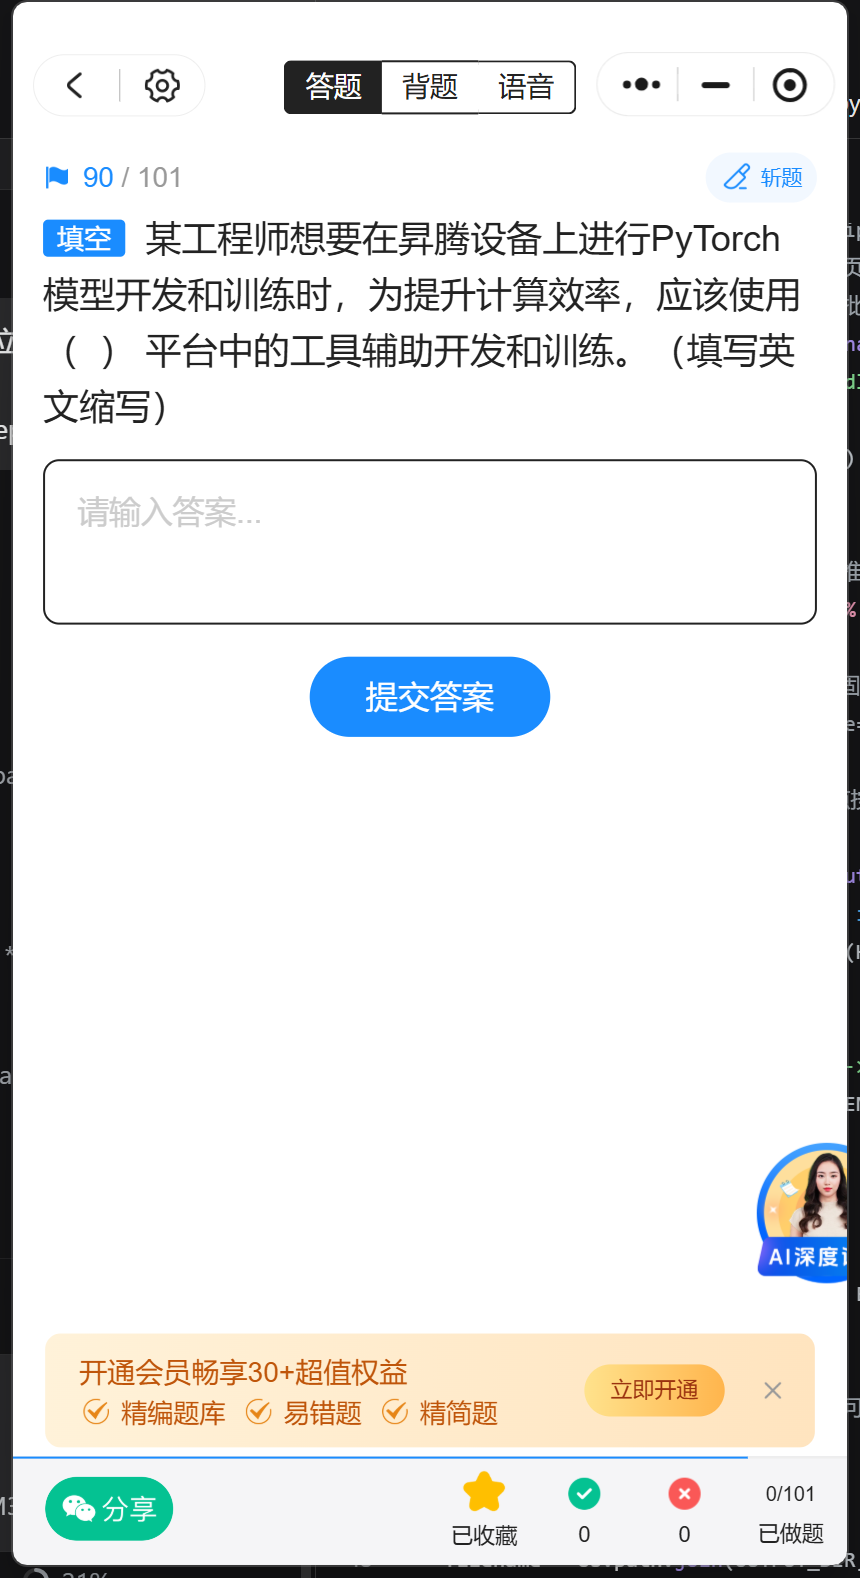 答题 背题 语音
90 / 101
斩题
填空 某工程师想要在昇腾设备上进行PyTorch
模型开发和训练时，为提升计算效率，应该使用
（ ） 平台中的工具辅助开发和训练。（填写英
文缩写）
请输入答案...
提交答案
AI深度
开通会员畅享30+超值权益
精编题库 易错题 精简题
立即开通
分享
已收藏
0
0
0/101
已做题